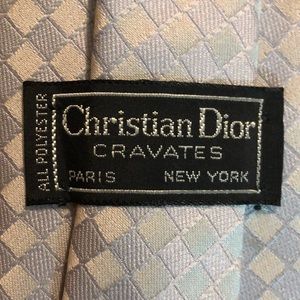 ALL POLYESTER
Christian Dior
CRAVATES
PARIS NEW YORK